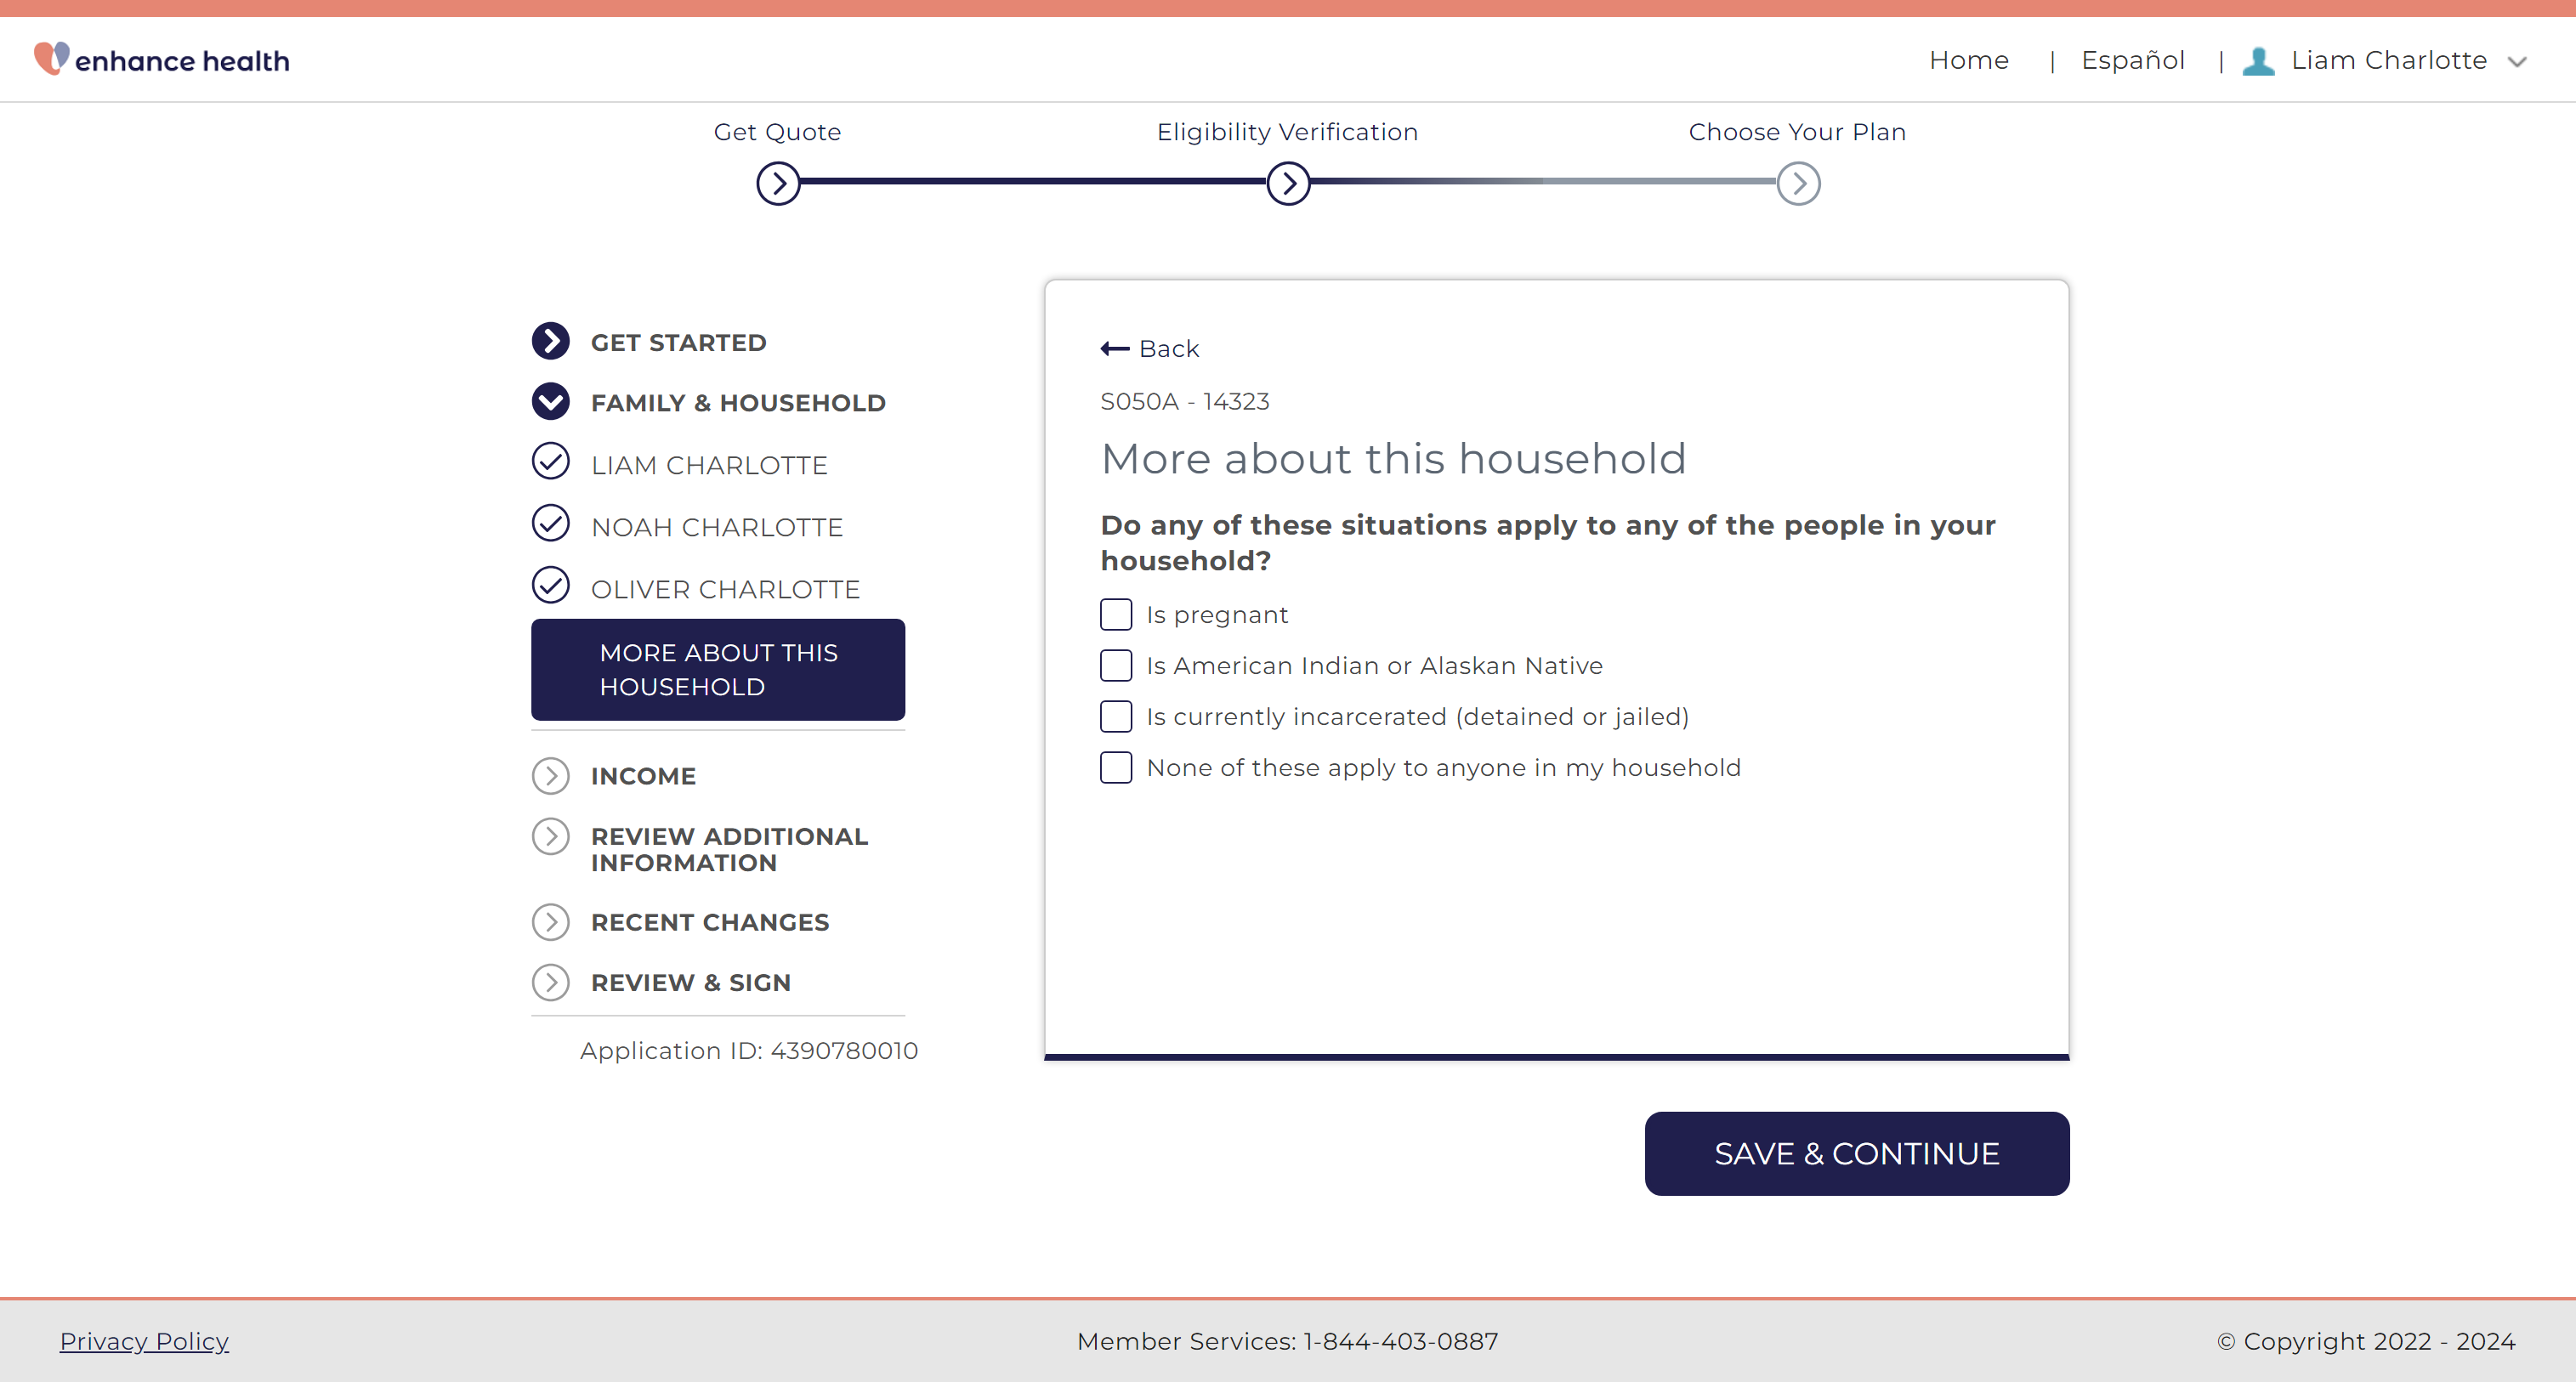 enhance health
Home | Español | Liam Charlotte
Get Quote
Eligibility Verification
Choose Your Plan
GET STARTED
FAMILY & HOUSEHOLD
LIAM CHARLOTTE
NOAH CHARLOTTE
OLIVER CHARLOTTE
MORE ABOUT THIS
HOUSEHOLD
INCOME
REVIEW ADDITIONAL
INFORMATION
RECENT CHANGES
REVIEW & SIGN
Application ID: 4390780010
Back
S050A - 14323
More about this household
Do any of these situations apply to any of the people in your
household?
Is pregnant
Is American Indian or Alaskan Native
Is currently incarcerated (detained or jailed)
None of these apply to anyone in my household
SAVE & CONTINUE
Privacy Policy
Member Services: 1-844-403-0887
© Copyright 2022 - 2024